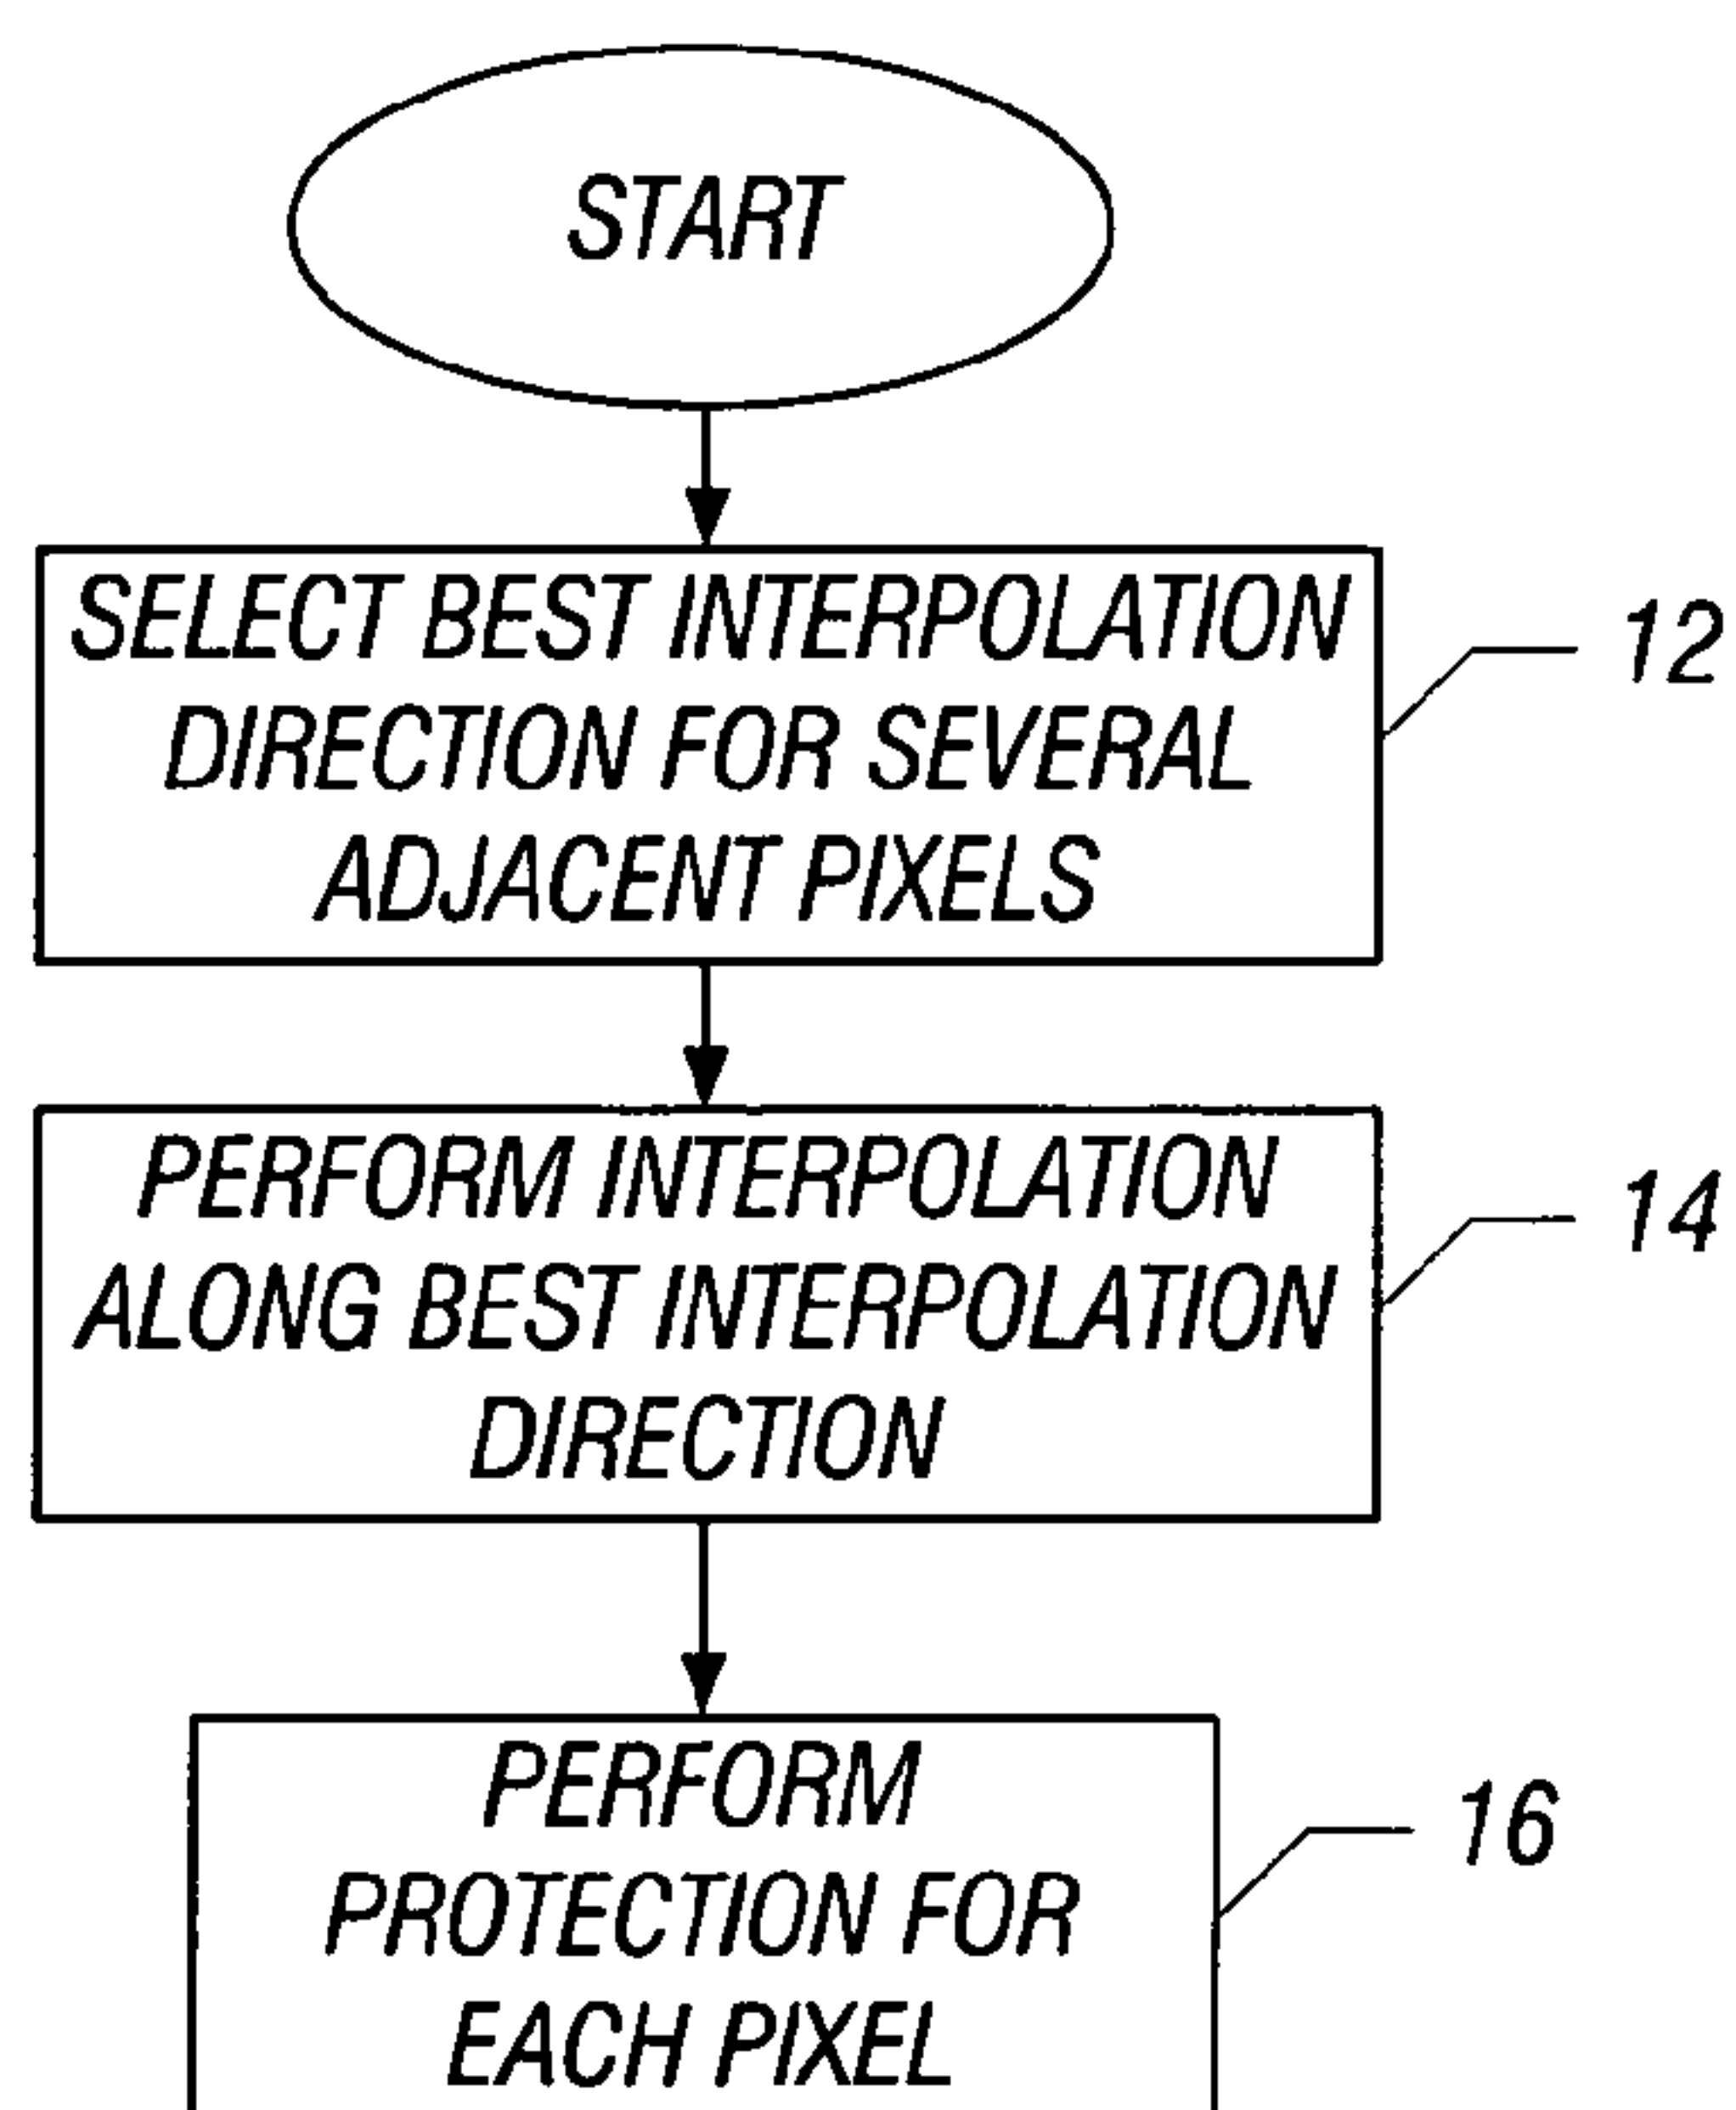 START
SELECT BEST INTERPOLATION
DIRECTION FOR SEVERAL
ADJACENT PIXELS
12
PERFORM INTERPOLATION
ALONG BEST INTERPOLATION
DIRECTION
14
PERFORM
PROTECTION FOR
EACH PIXEL
16